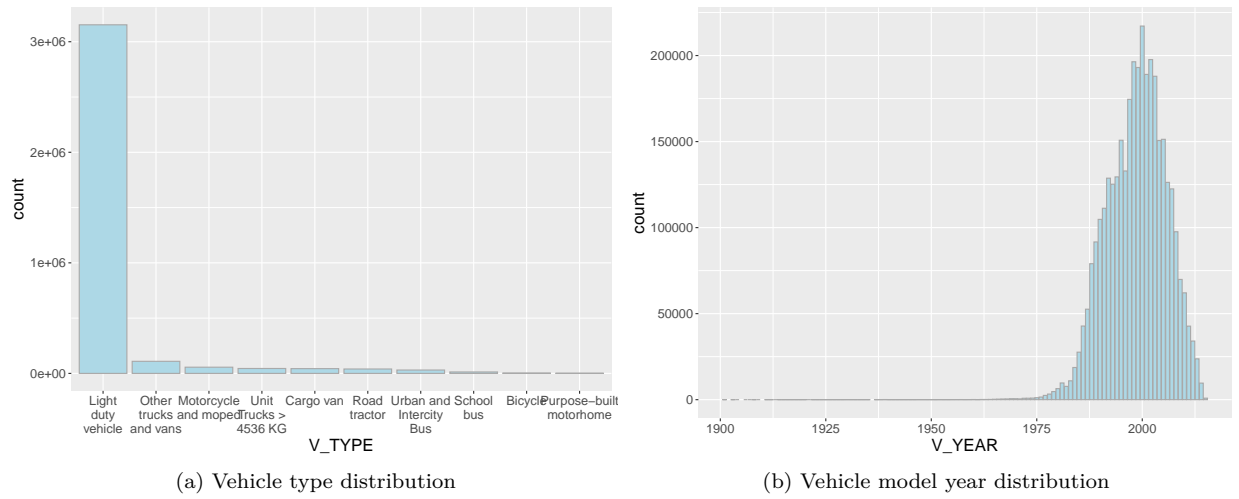 3e+06
2e+06
1e+06
0e+00
count
Light
duty
vehicle
Other
trucks
and vans
Motorcycle
and moped
Unit
Trucks >
4536 KG
Cargo van
Road
tractor
Urban and
Intercity
Bus
School
bus
Bicycle
Purpose−built
motorhome
V_TYPE
(a) Vehicle type distribution
200000
150000
100000
50000
0
count
1900 1925 1950 1975 2000
V_YEAR
(b) Vehicle model year distribution